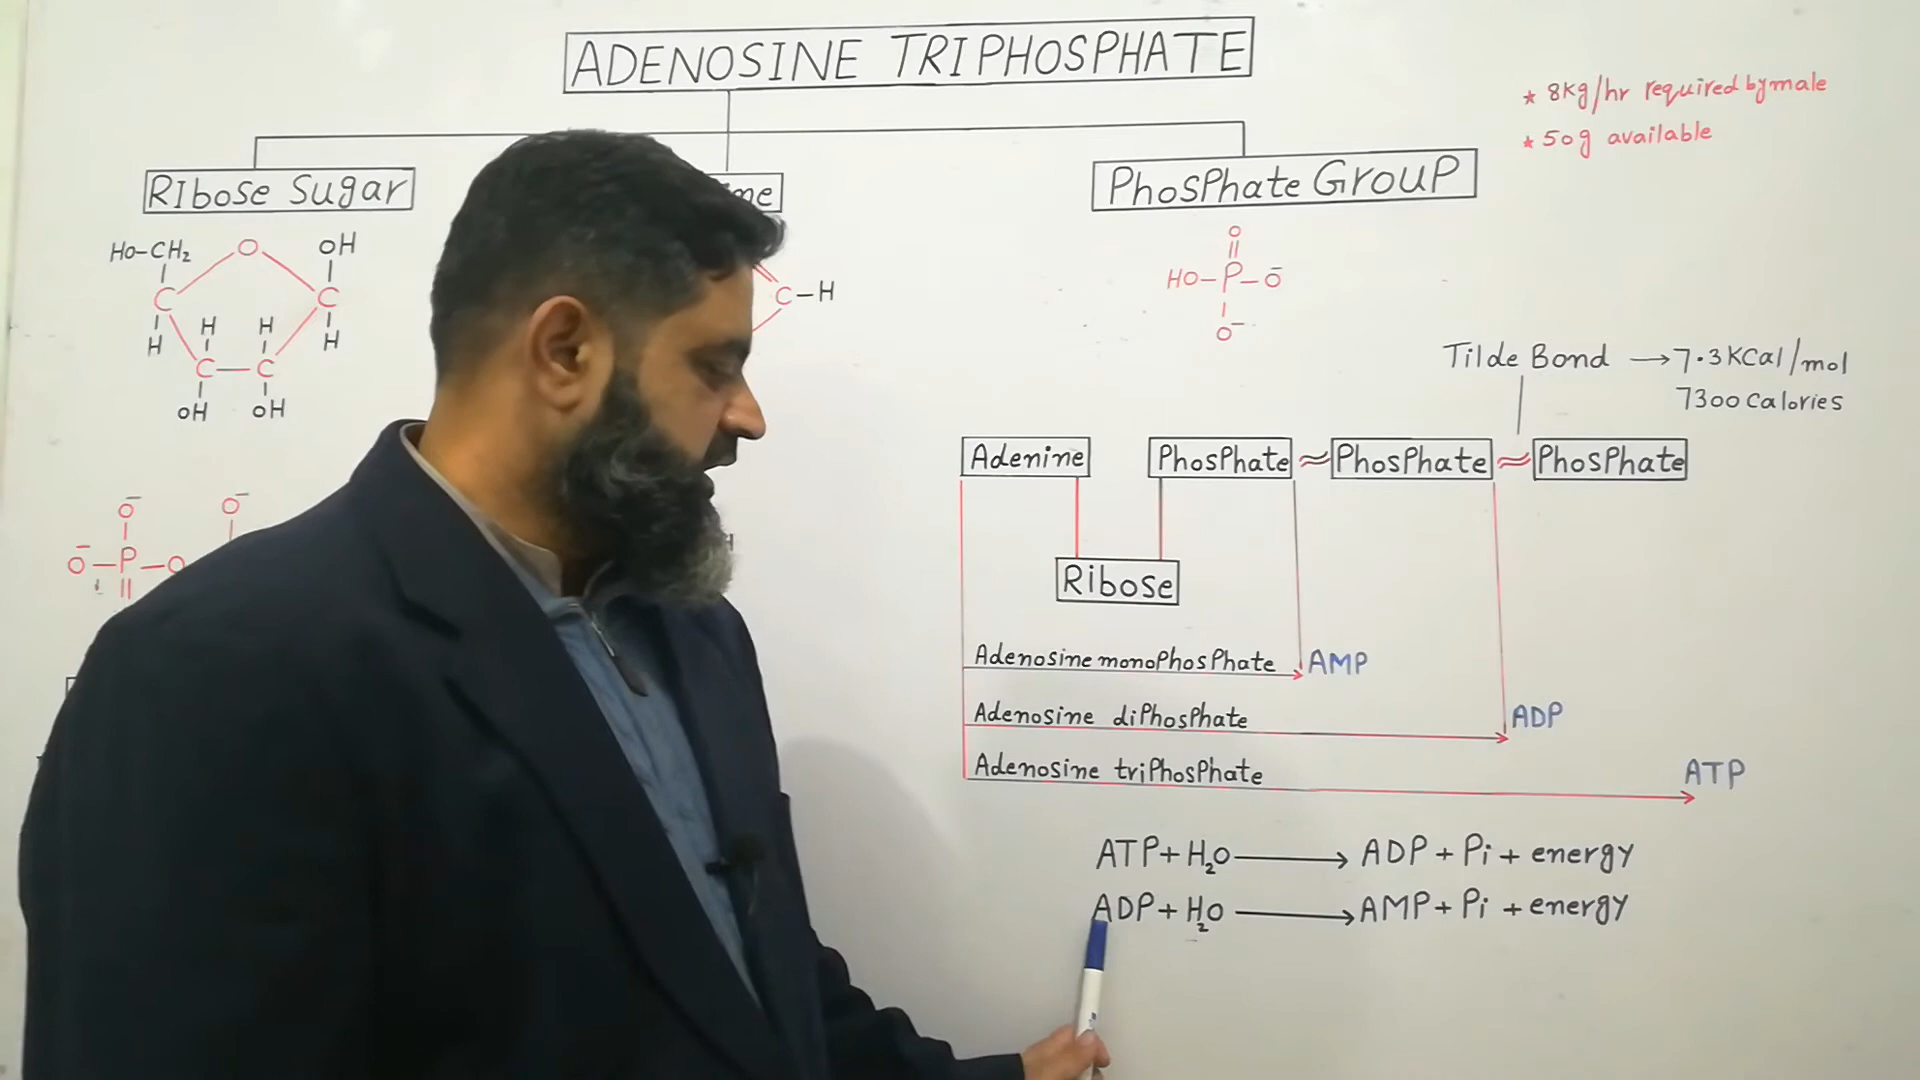 ADENOSINE TRIPHOSPHATE
★ 8Kg/hr required by male
★ 50g available
RIboSe Sugar
PhosPhate GrouP
HO-CH₂ O OH
C C
H H H H
C C
OH OH
C-H
O
HO-P-O⁻
O⁻
Tilde Bond → 7.3 KCal/mol
7300 Calories
Adenine PhosPhate ≈ PhosPhate ≈ PhosPhate
Ribose
O⁻ O⁻
O⁻-P-O
Adenosine monoPhosPhate AMP
Adenosine diPhosPhate ADP
Adenosine triPhosPhate ATP
ATP + H₂O → ADP + Pi + energy
ADP + H₂O → AMP + Pi + energy